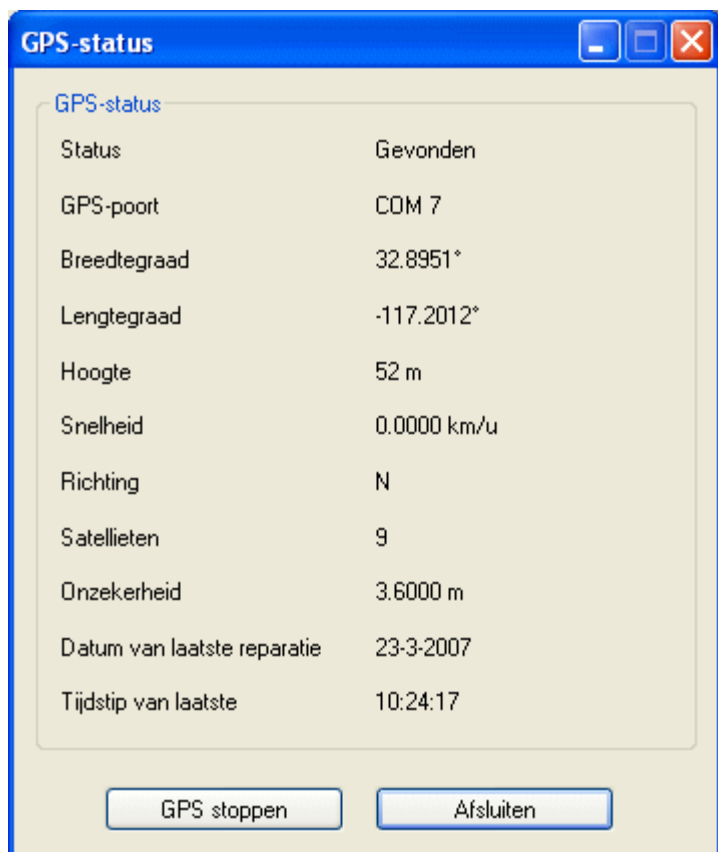 GPS-status
GPS-status
Status Gevonden
GPS-poort COM 7
Breedtegraad 32.8951°
Lengtegraad -117.2012°
Hoogte 52 m
Snelheid 0.0000 km/u
Richting N
Satellieten 9
Onzekerheid 3.6000 m
Datum van laatste reparatie 23-3-2007
Tijdstip van laatste 10:24:17
GPS stoppen Afsluiten